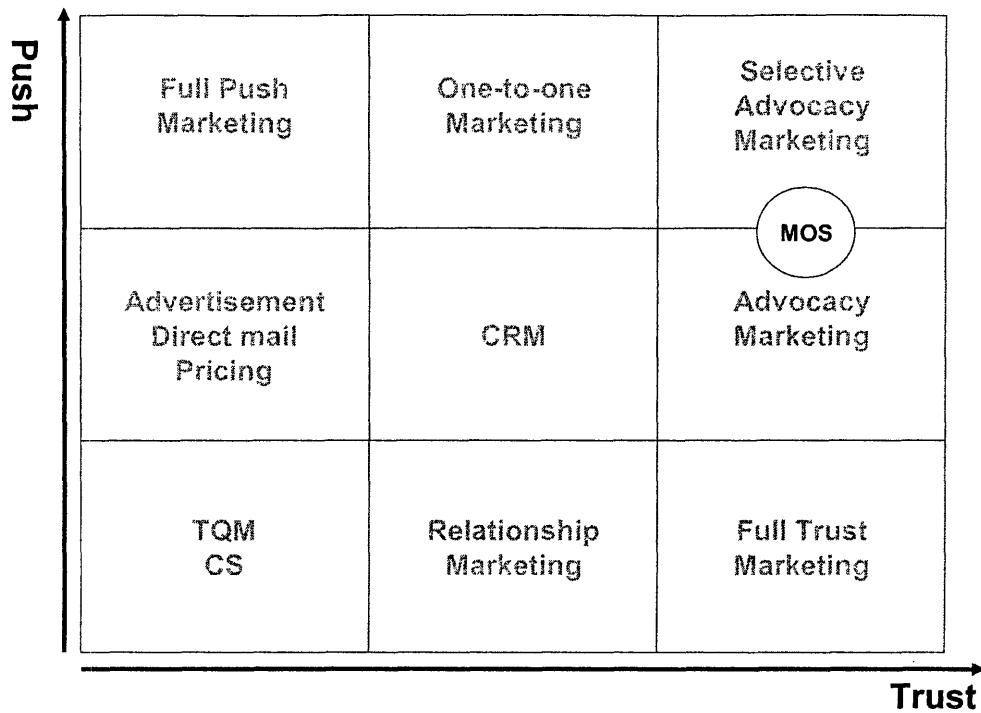 Push
Full Push
Marketing
One-to-one
Marketing
Selective
Advocacy
Marketing
MOS
Advertisement
Direct mail
Pricing
CRM
Advocacy
Marketing
TQM
CS
Relationship
Marketing
Full Trust
Marketing
Trust